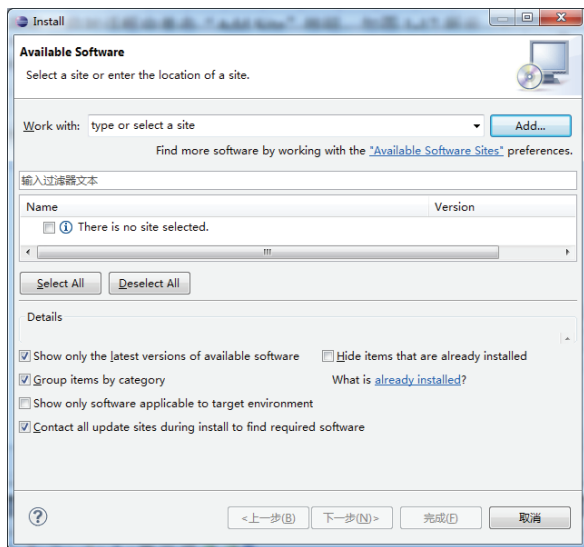 Install
Available Software
Select a site or enter the location of a site.
Work with: type or select a site Add...
Find more software by working with the "Available Software Sites" preferences.
输入过滤器文本
Name Version
There is no site selected.
Select All Deselect All
Details
Show only the latest versions of available software Hide items that are already installed
Group items by category What is already installed?
Show only software applicable to target environment
Contact all update sites during install to find required software
<上一步(B) 下一步(N)> 完成(F) 取消